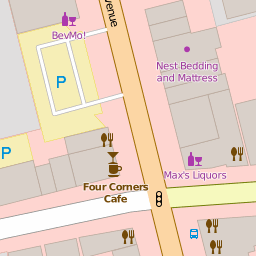 venue
BevMo!
P
Nest Bedding
and Mattress
P
Max's Liquors
Four Corners
Cafe